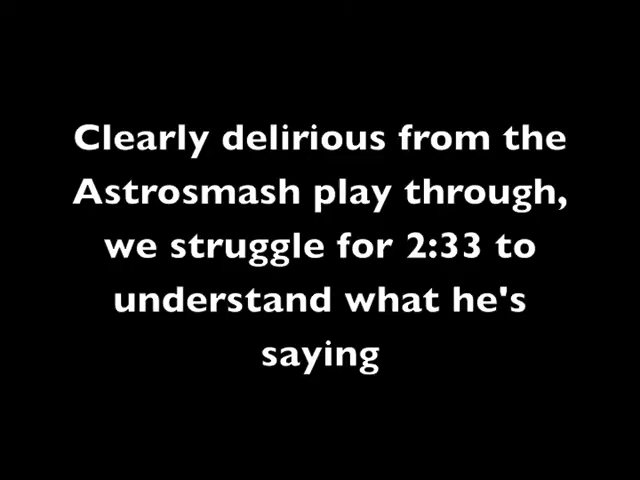 Clearly delirious from the
Astrosmash play through,
we struggle for 2:33 to
understand what he's
saying